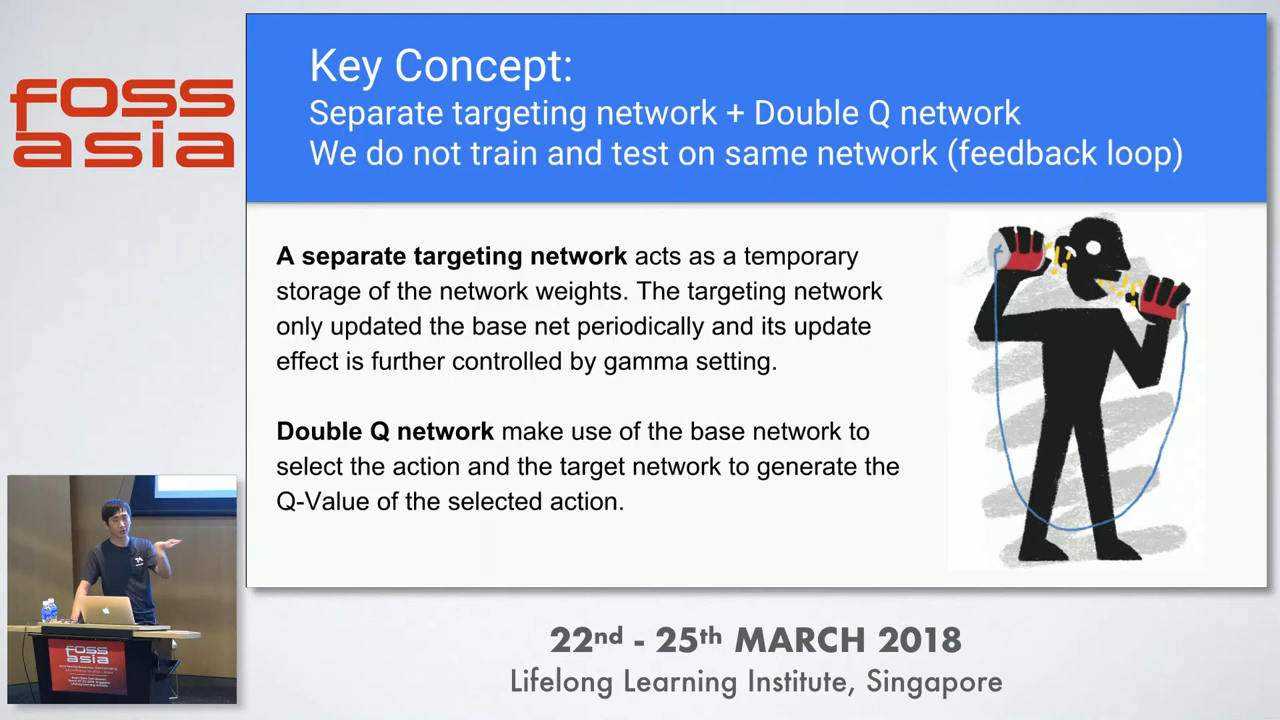 foss
asia
Key Concept:
Separate targeting network + Double Q network
We do not train and test on same network (feedback loop)
A separate targeting network acts as a temporary
storage of the network weights. The targeting network
only updated the base net periodically and its update
effect is further controlled by gamma setting.
Double Q network make use of the base network to
select the action and the target network to generate the
Q-Value of the selected action.
foss
asia
22nd - 25th MARCH 2018
Lifelong Learning Institute, Singapore